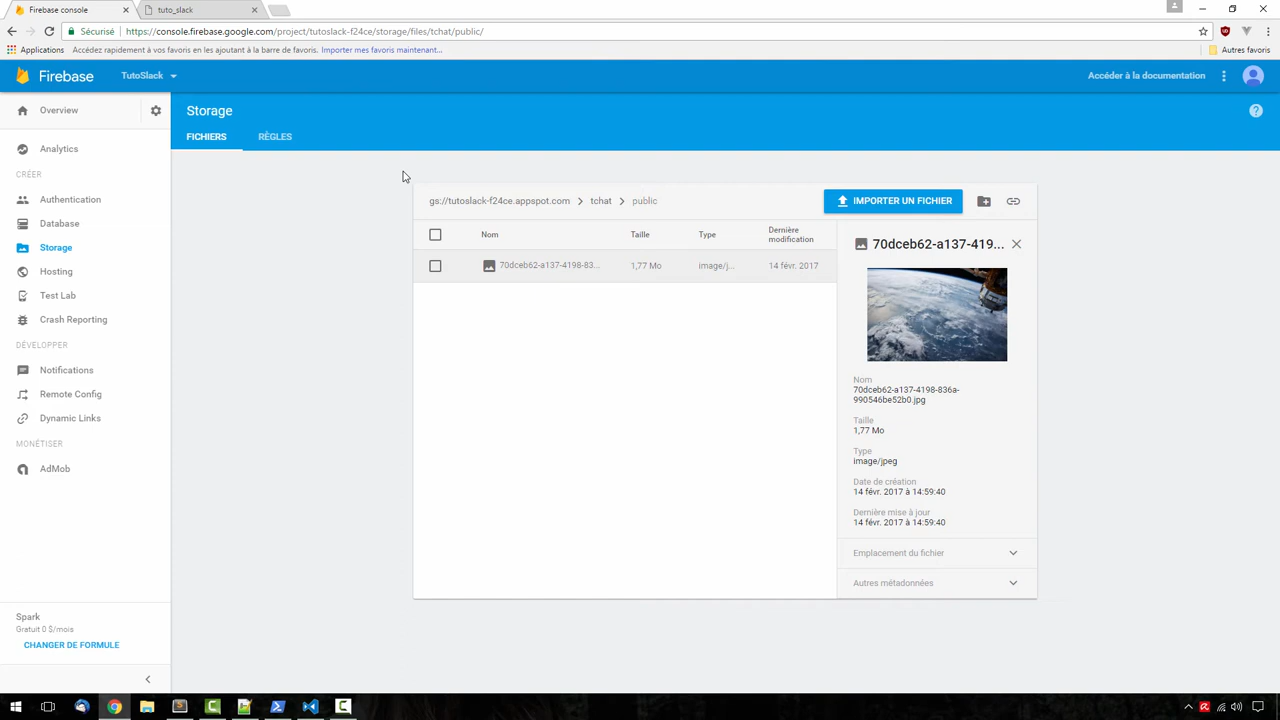 Firebase console
tuto_slack
Sécurisé
https://console.firebase.google.com/project/tutoslack-f24ce/storage/files/tchat/public/
Applications
Accédez rapidement à vos favoris en les ajoutant à la barre de favoris. Importer mes favoris maintenant...
Autres favoris
Firebase
TutoSlack
Accéder à la documentation
Overview
Storage
FICHIERS
RÈGLES
Analytics
CRÉER
Authentication
Database
Storage
Hosting
Test Lab
Crash Reporting
DÉVELOPPER
Notifications
Remote Config
Dynamic Links
MONÉTISER
AdMob
Spark
Gratuit 0 $/mois
CHANGER DE FORMULE
gs://tutoslack-f24ce.appspot.com > tchat > public
IMPORTER UN FICHIER
Nom
Taille
Type
Dernière
modification
70dceb62-a137-4198-83...
1,77 Mo
image/j...
14 févr. 2017
70dceb62-a137-419...
Nom
70dceb62-a137-4198-836a-
990546be52b0.jpg
Taille
1,77 Mo
Type
image/jpeg
Date de création
14 févr. 2017 à 14:59:40
Dernière mise à jour
14 févr. 2017 à 14:59:40
Emplacement du fichier
Autres métadonnées